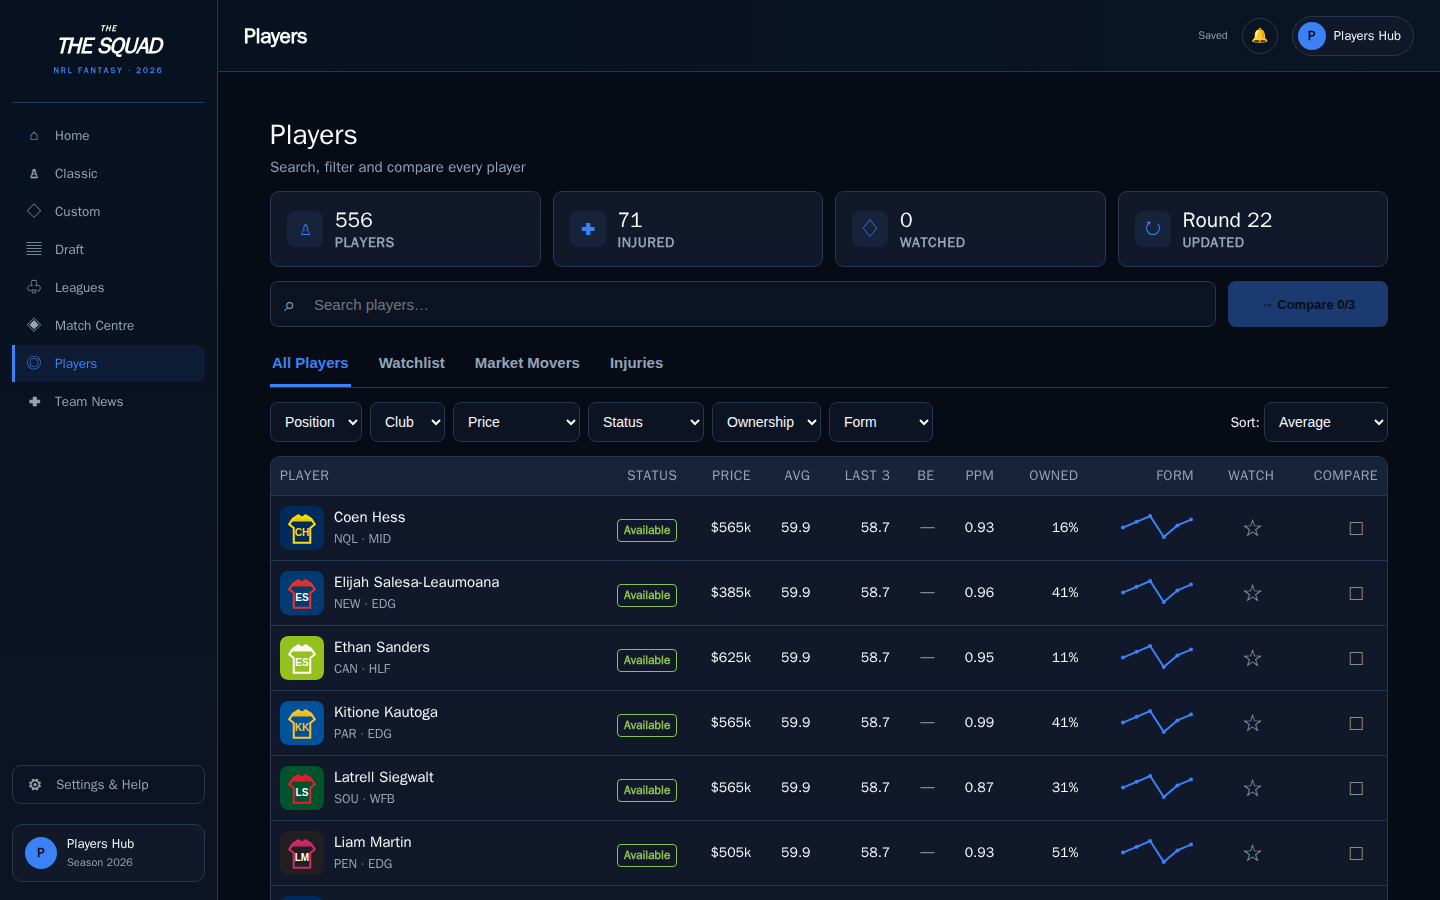 THE
THE SQUAD
NRL FANTASY · 2026
Home
Classic
Custom
Draft
Leagues
Match Centre
Players
Team News
Settings & Help
P
Players Hub
Season 2026
Players
Saved
P
Players Hub
Players
Search, filter and compare every player
556
PLAYERS
71
INJURED
0
WATCHED
Round 22
UPDATED
Search players...
↔ Compare 0/3
All Players Watchlist Market Movers Injuries
Position Club Price Status Ownership Form Sort: Average
PLAYER STATUS PRICE AVG LAST 3 BE PPM OWNED FORM WATCH COMPARE
CH Coen Hess
NQL · MID
Available $565k 59.9 58.7 — 0.93 16%
ES Elijah Salesa-Leaumoana
NEW · EDG
Available $385k 59.9 58.7 — 0.96 41%
ES Ethan Sanders
CAN · HLF
Available $625k 59.9 58.7 — 0.95 11%
KK Kitione Kautoga
PAR · EDG
Available $565k 59.9 58.7 — 0.99 41%
LS Latrell Siegwalt
SOU · WFB
Available $565k 59.9 58.7 — 0.87 31%
LM Liam Martin
PEN · EDG
Available $505k 59.9 58.7 — 0.93 51%